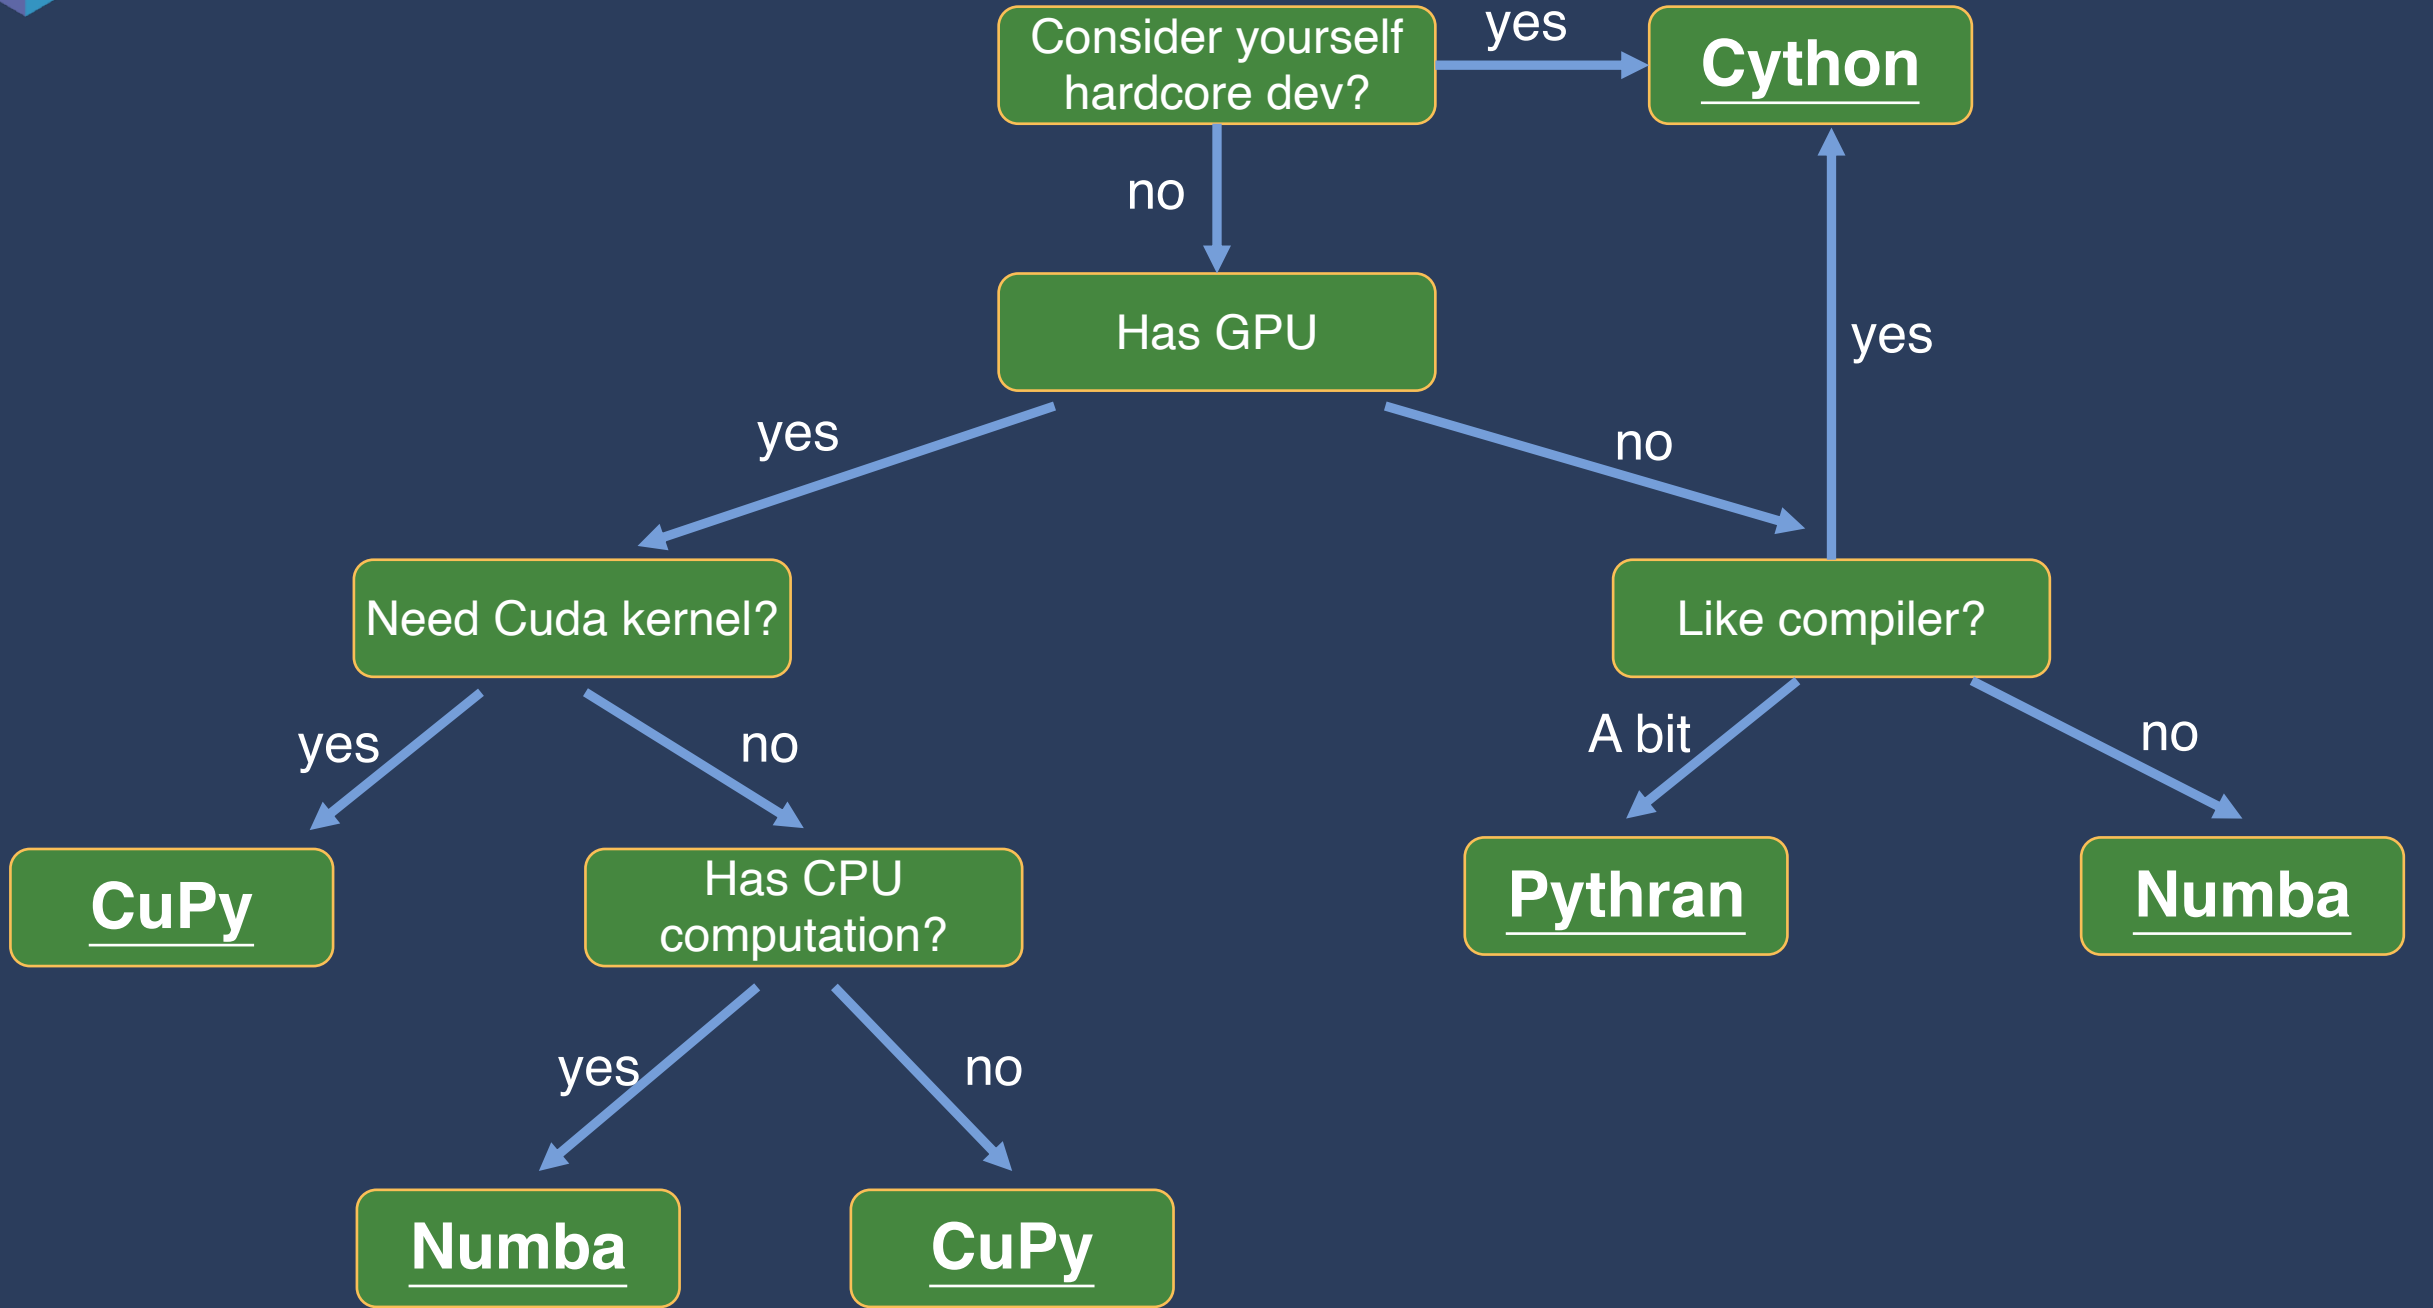 Consider yourself
hardcore dev?
yes
Cython
no
yes
Has GPU
yes
no
Need Cuda kernel?
Like compiler?
yes
no
A bit
no
CuPy
Has CPU
computation?
Pythran
Numba
yes
no
Numba
CuPy